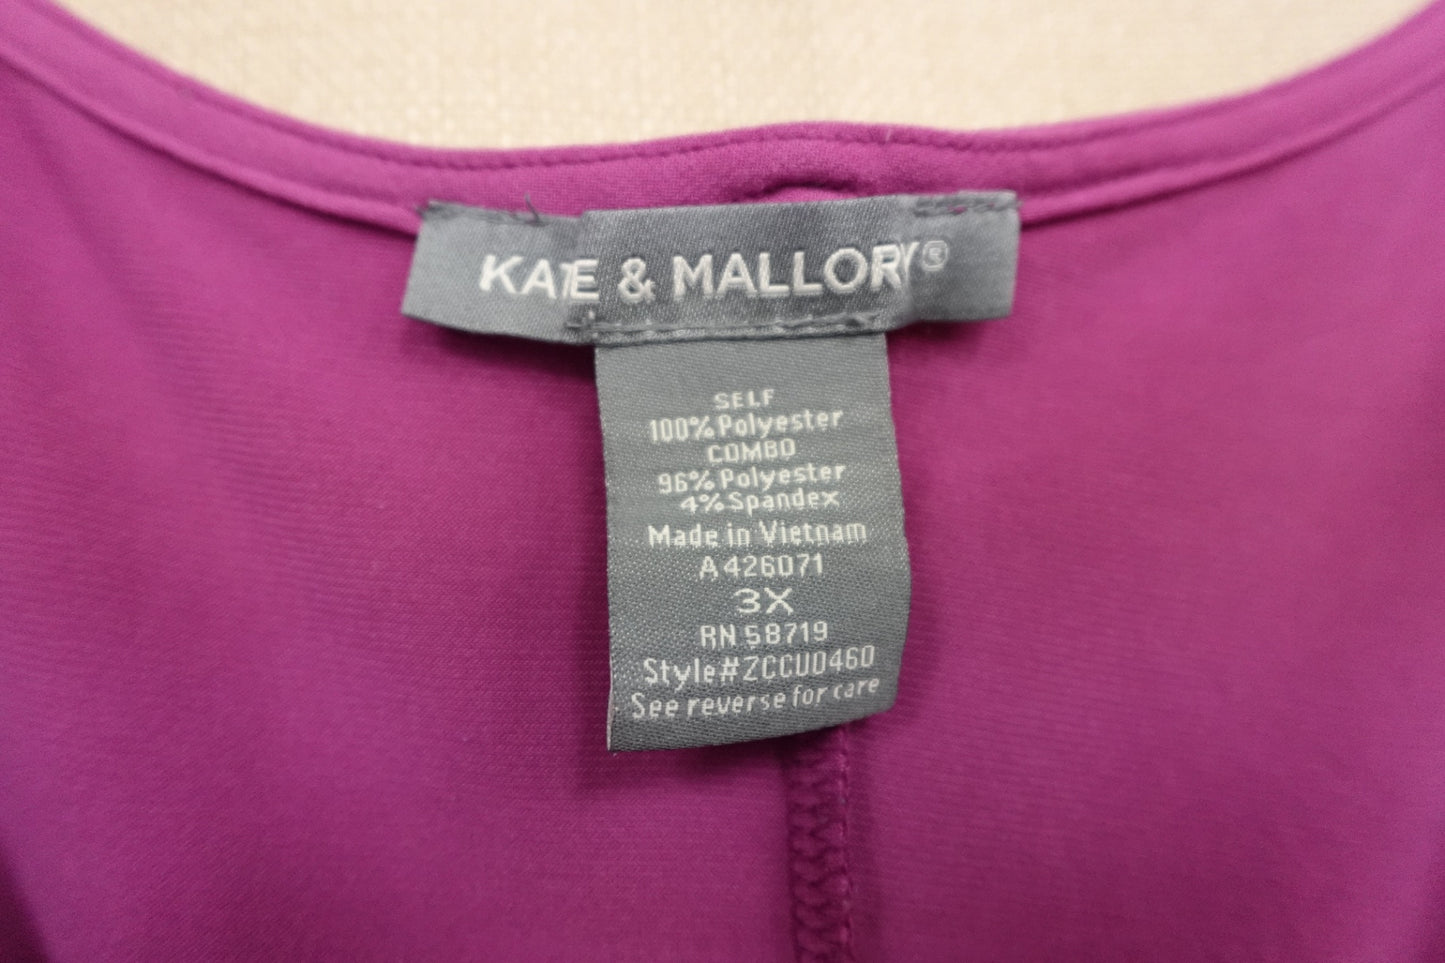 KATE & MALLORY®
SELF
100% Polyester
COMBO
96% Polyester
4% Spandex
Made in Vietnam
A426071
3X
RN 58719
Style#ZCCU0460
See reverse for care